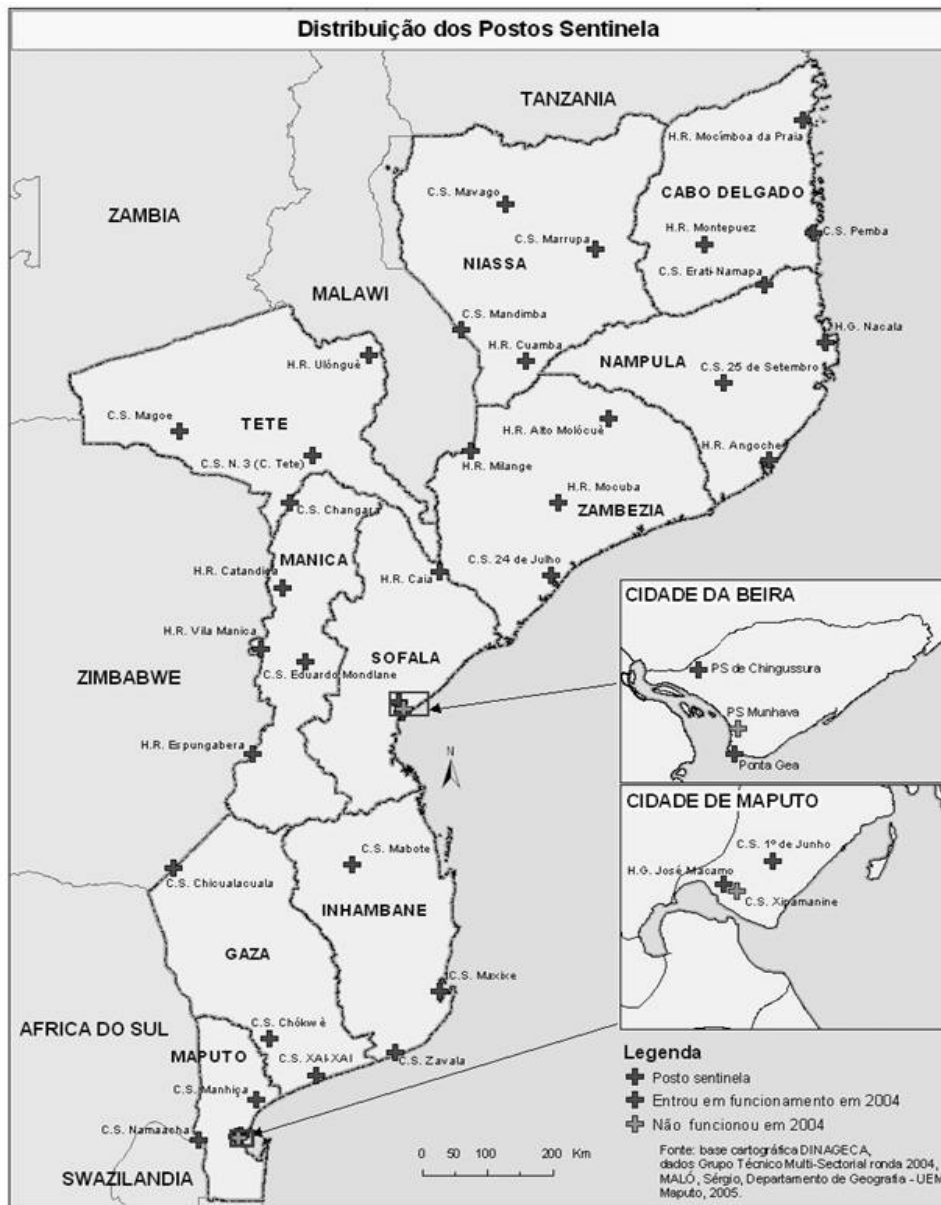 Distribuição dos Postos Sentinela
TANZANIA
H.R. Mocímboa da Praia
ZAMBIA
C.S. Mavago
CABO DELGADO
C.S. Marrupa
H.R. Montepuez
C.S. Pemba
NIASSA
C.S. Erati-Namapa
MALAWI
C.S. Mandimba
H.G. Nacala
H.R. Ulónguè
H.R. Cuamba
NAMPULA
C.S. 25 de Setembro
C.S. Magoe
TETE
H.R. Alto Molócuè
C.S. N. 3 (C. Tete)
H.R. Milange
H.R. Angoche
H.R. Mocuba
C.S. Changara
ZAMBEZIA
MANICA
C.S. 24 de Julho
H.R. Catandica
H.R. Caia
CIDADE DA BEIRA
H.R. Vila Manica
SOFALA
ZIMBABWE
C.S. Eduardo Mondlane
PS de Chingussura
PS Munhava
H.R. Espungabera
N
Ponta Gea
CIDADE DE MAPUTO
C.S. 1º de Junho
C.S. Mabote
C.S. Chicualacuala
H.G. José Macamo
C.S. Xipamanine
INHAMBANE
GAZA
C.S. Maxixe
AFRICA DO SUL
C.S. Chókwè
MAPUTO
C.S. XAI-XAI
C.S. Zavala
Legenda
Posto sentinela
C.S. Manhiça
Entrou em funcionamento em 2004
C.S. Namaacha
Não funcionou em 2004
SWAZILANDIA
0 50 100 200 Km
Fonte: base cartográfica DINAGECA,
dados Grupo Técnico Multi-Sectorial ronda 2004,
MALÓ, Sérgio, Departamento de Geografia - UEM
Maputo, 2005.